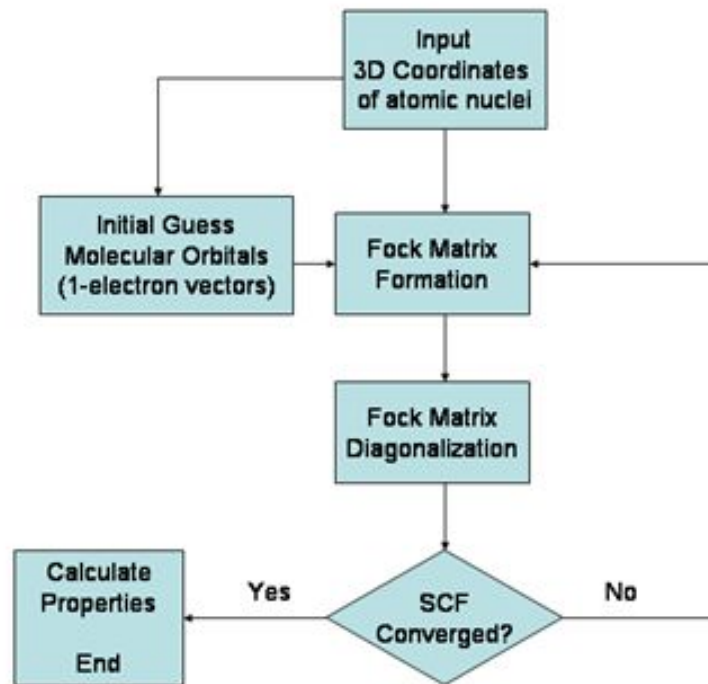 Input
3D Coordinates
of atomic nuclei
Initial Guess
Molecular Orbitals
(1-electron vectors)
Fock Matrix
Formation
Fock Matrix
Diagonalization
SCF
Converged?
Yes
No
Calculate
Properties
End